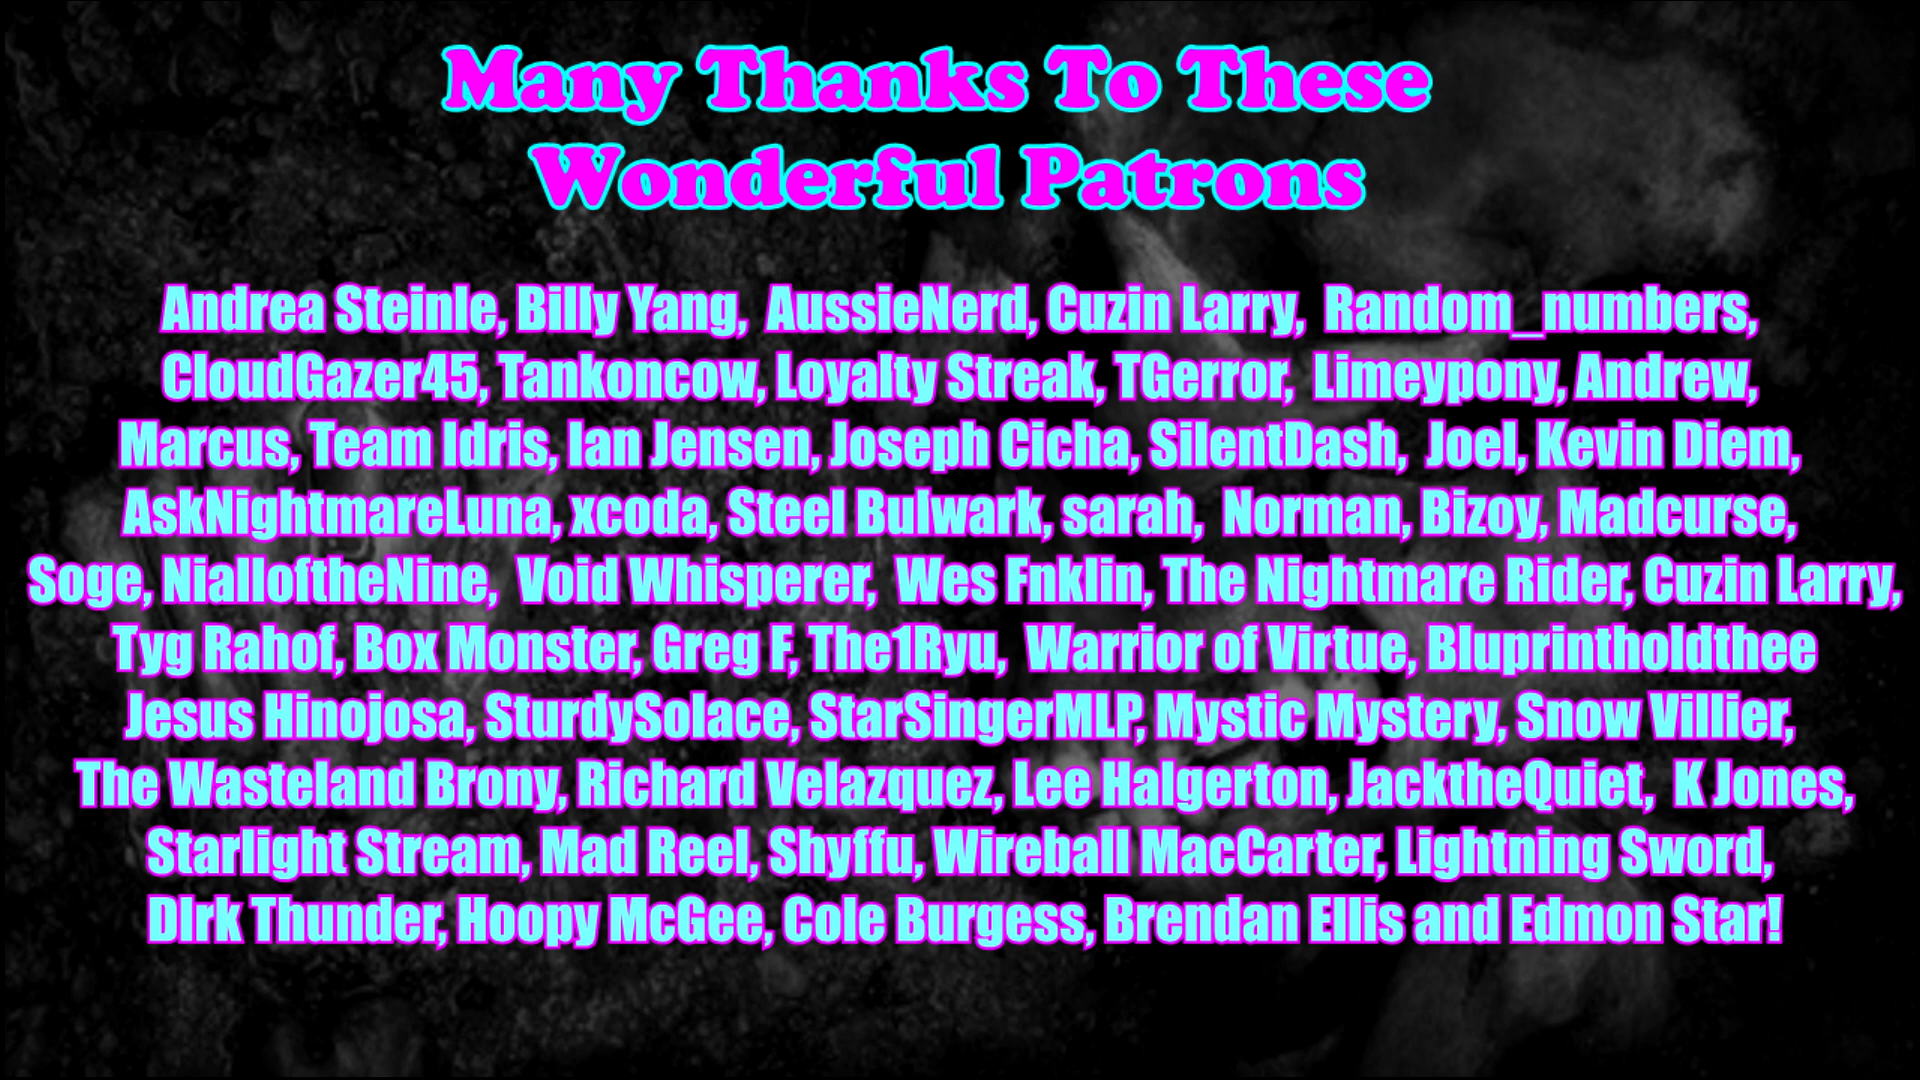 Many Thanks To These
Wonderful Patrons
Andrea Steinle, Billy Yang, AussieNerd, Cuzin Larry, Random_numbers,
CloudGazer45, Tankoncow, Loyalty Streak, TGerror, Limeypony, Andrew,
Marcus, Team Idris, Ian Jensen, Joseph Cicha, SilentDash, Joel, Kevin Diem,
AskNightmareLuna, xcoda, Steel Bulwark, sarah, Norman, Bizoy, Madcurse,
Soge, NialloftheNine, Void Whisperer, Wes Fnklin, The Nightmare Rider, Cuzin Larry,
Tyg Rahof, Box Monster, Greg F, The1Ryu, Warrior of Virtue, Bluprintholdthee
Jesus Hinojosa, SturdySolace, StarSingerMLP, Mystic Mystery, Snow Villier,
The Wasteland Brony, Richard Velazquez, Lee Halgerton, JacktheQuiet, K Jones,
Starlight Stream, Mad Reel, Shyffu, Wireball MacCarter, Lightning Sword,
DIrk Thunder, Hoopy McGee, Cole Burgess, Brendan Ellis and Edmon Star!